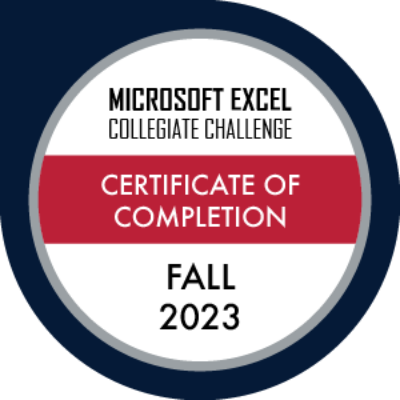 MICROSOFT EXCEL
COLLEGIATE CHALLENGE
CERTIFICATE OF
COMPLETION
FALL
2023